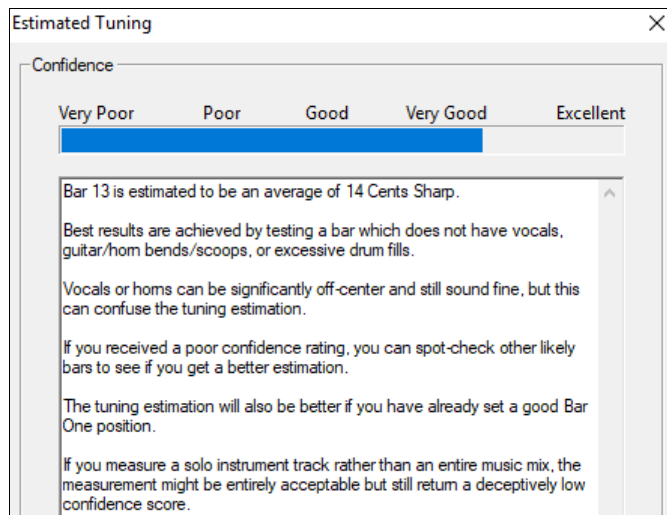 Estimated Tuning
Confidence
Very Poor Poor Good Very Good Excellent
Bar 13 is estimated to be an average of 14 Cents Sharp.
Best results are achieved by testing a bar which does not have vocals,
guitar/horn bends/scoops, or excessive drum fills.
Vocals or horns can be significantly off-center and still sound fine, but this
can confuse the tuning estimation.
If you received a poor confidence rating, you can spot-check other likely
bars to see if you get a better estimation.
The tuning estimation will also be better if you have already set a good Bar
One position.
If you measure a solo instrument track rather than an entire music mix, the
measurement might be entirely acceptable but still return a deceptively low
confidence score.